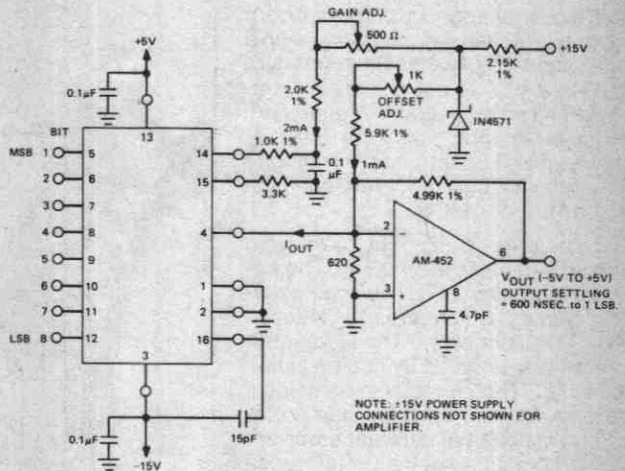 GAIN ADJ.
500 Ω
+5V
+15V
2.15K
1%
0.1μF
2.0K
1%
1K
OFFSET
ADJ.
IN4571
BIT
13
2mA
5.9K 1%
MSB 1 5
14
1.0K 1%
0.1
μF
1mA
2 6
15
3.3K
4.99K 1%
3 7
4 8
4
IOUT
2
6
5 9
620
AM-452
6 10
1
3
8
VOUT (-5V TO +5V)
OUTPUT SETTLING
= 600 NSEC. to 1 LSB.
7 11
2
LSB 8 12
16
4.7pF
3
0.1μF
15pF
-15V
NOTE: ±15V POWER SUPPLY
CONNECTIONS NOT SHOWN FOR
AMPLIFIER.